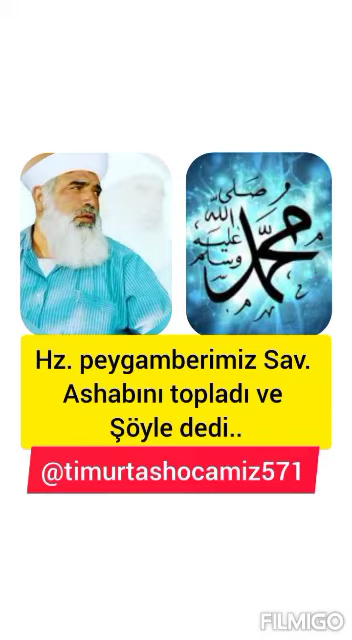 صلى الله عليه وسلم
محمد
Hz. peygamberimiz Sav.
Ashabını topladı ve
Şöyle dedi..
@timurtashocamiz571
FILMIGO